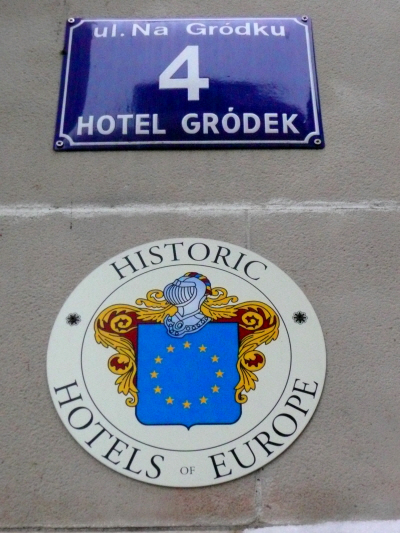 ul. Na Gródku
4
HOTEL GRÓDEK
HISTORIC
HOTELS OF EUROPE